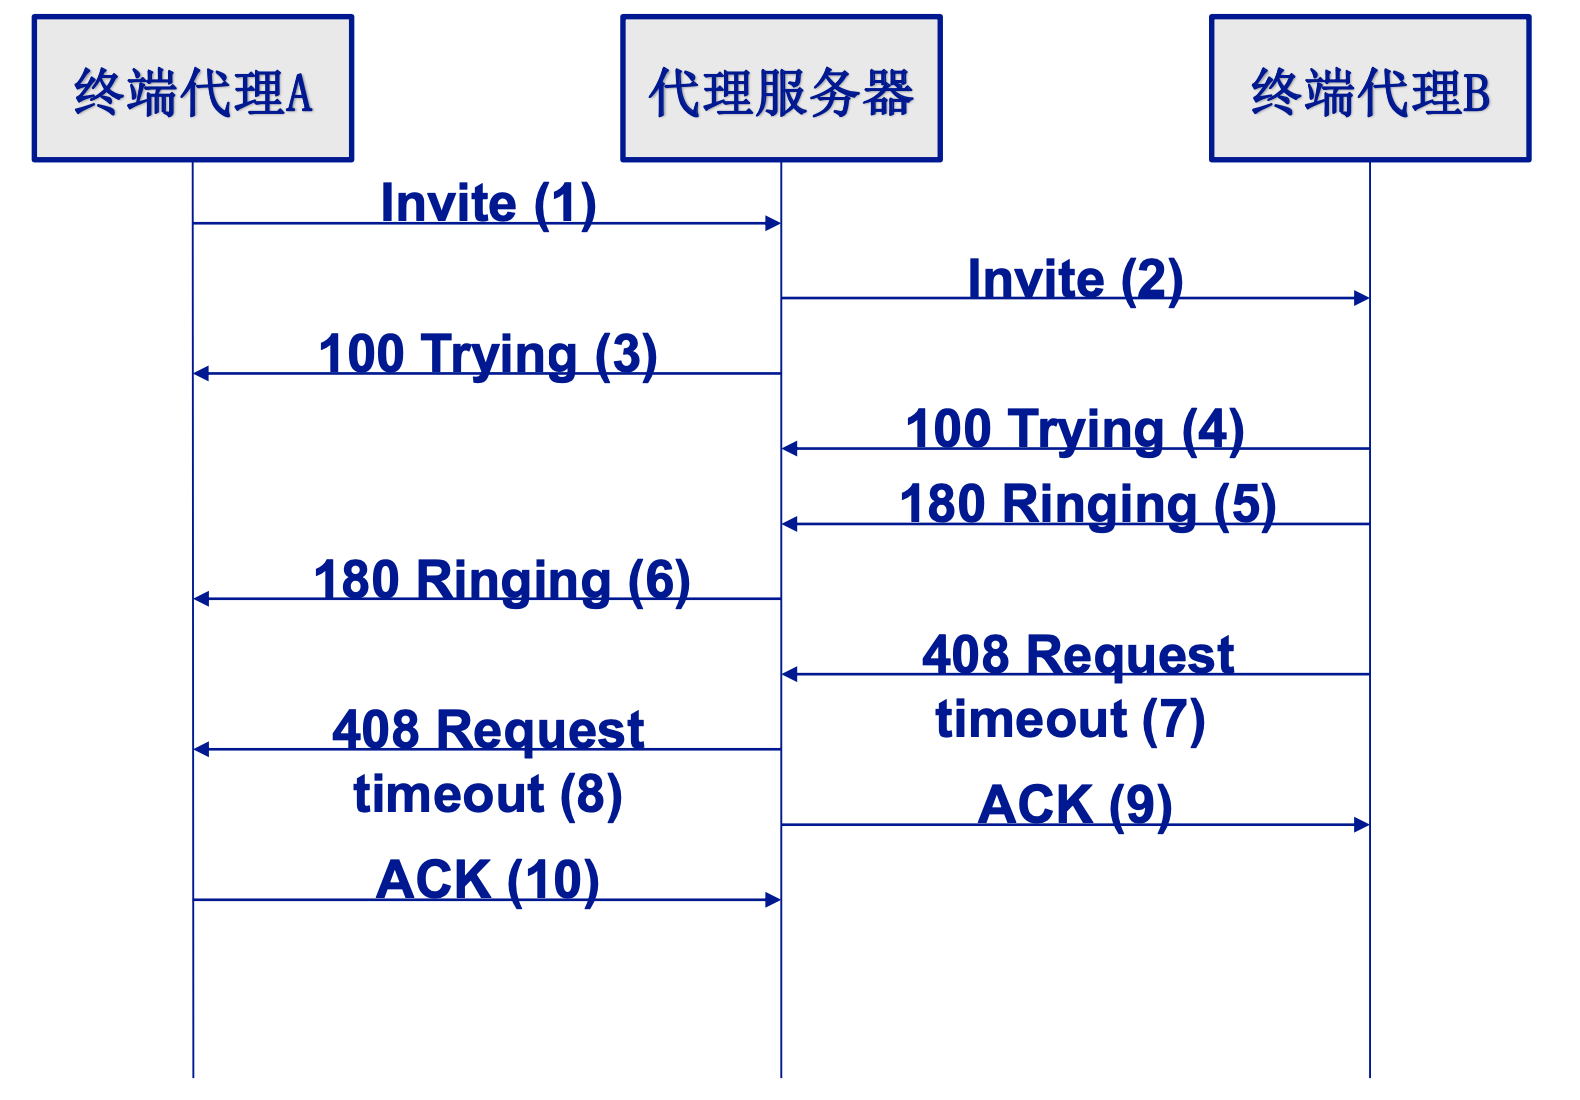 终端代理A
代理服务器
终端代理B
Invite (1)
Invite (2)
100 Trying (3)
100 Trying (4)
180 Ringing (5)
180 Ringing (6)
408 Request
timeout (7)
408 Request
timeout (8)
ACK (9)
ACK (10)